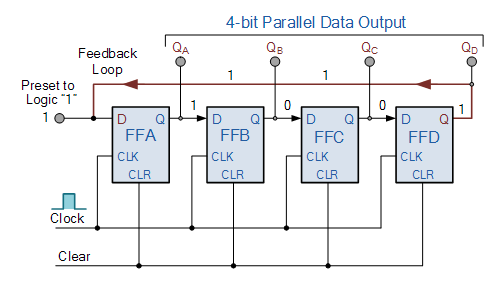 4-bit Parallel Data Output
QA QB QC QD
Feedback
Loop
1 1
Preset to
Logic "1"
1 1 0 0 1
D Q D Q D Q D Q
FFA FFB FFC FFD
CLK CLK CLK CLK
CLR CLR CLR CLR
Clock
Clear